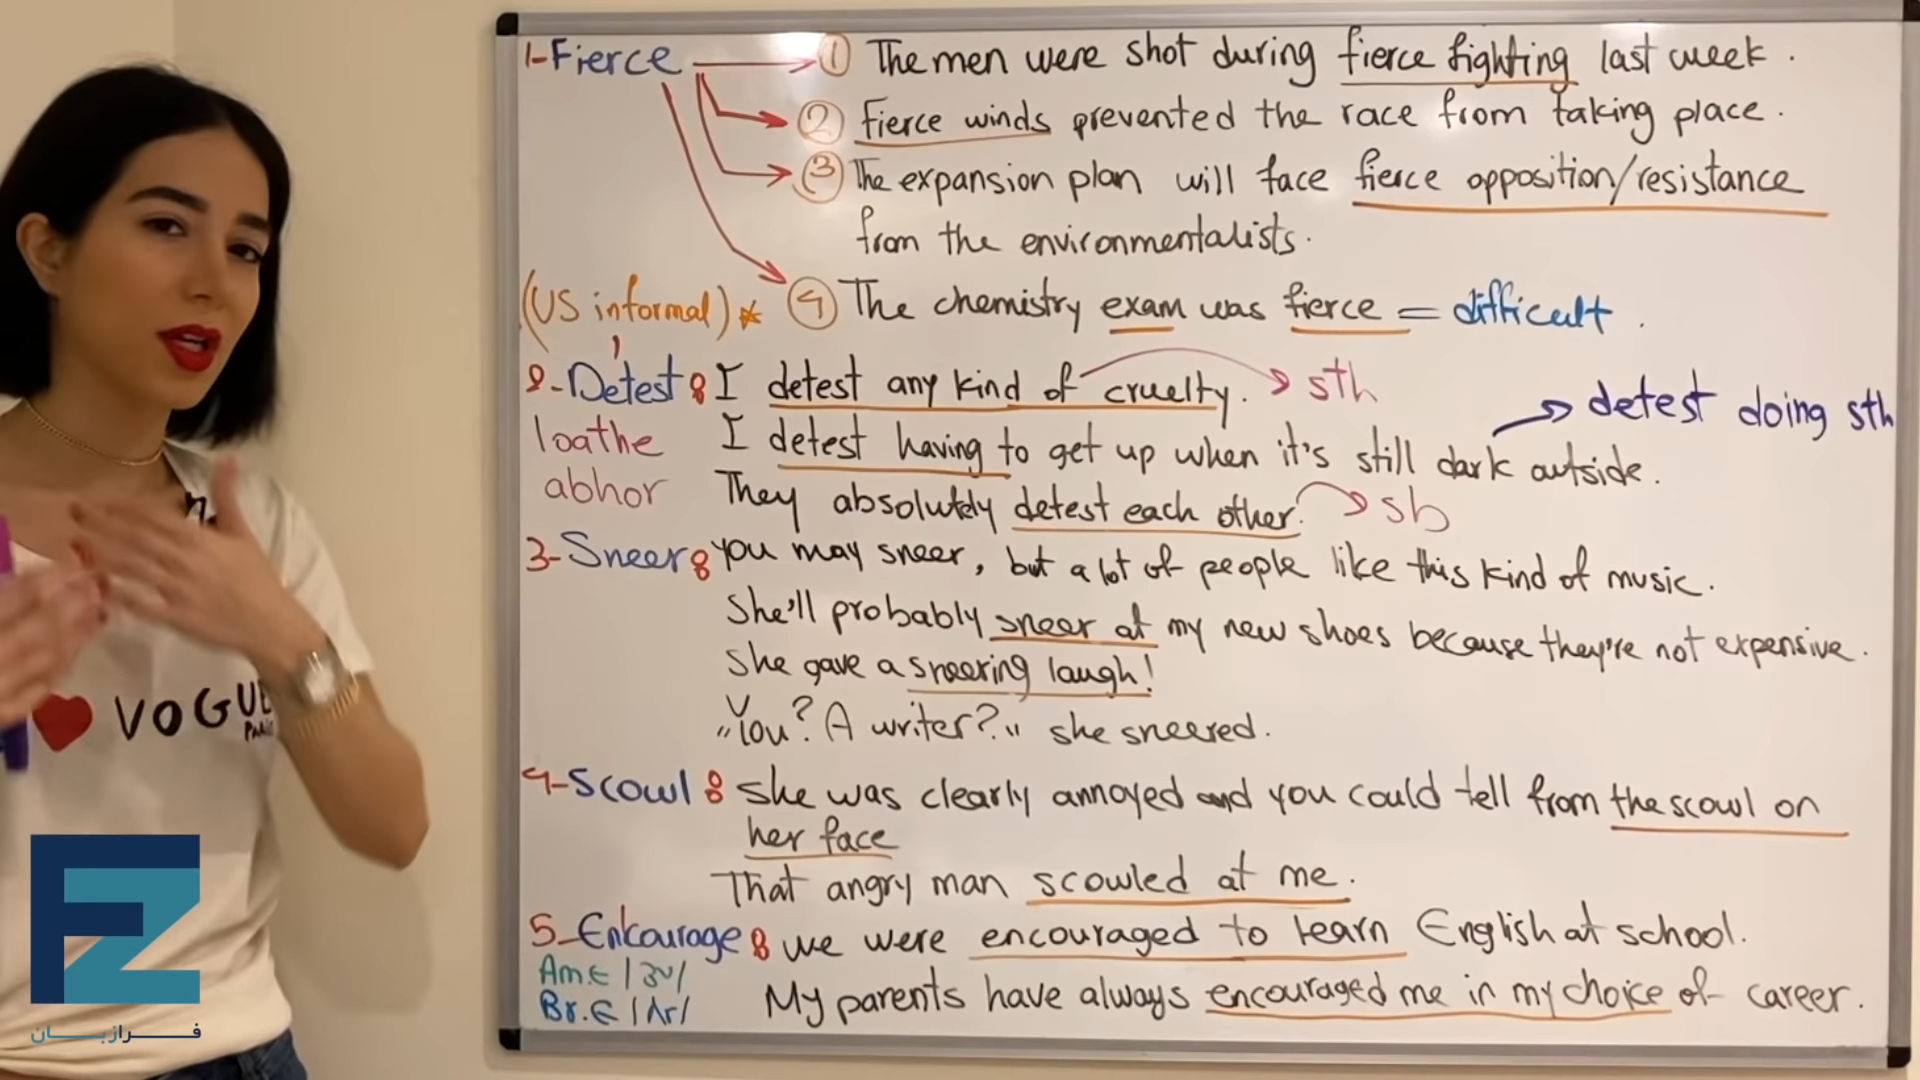 1-Fierce → ① The men were shot during fierce fighting last week.
② fierce winds prevented the race from taking place.
③ The expansion plan will face fierce opposition/resistance
from the environmentalists.
(US informal) * ④ The chemistry exam was fierce = difficult.
2-Detest: I detest any kind of cruelty. → sth
→ detest doing sth
loathe I detest having to get up when it's still dark outside.
abhor They absolutely detest each other. → sb
3-Sneer: you may sneer, but a lot of people like this kind of music.
She'll probably sneer at my new shoes because they're not expensive.
She gave a sneering laugh!
"You? A writer?" she sneered.
4-Scowl: she was clearly annoyed and you could tell from the scowl on
her face
That angry man scowled at me.
5-Encourage: we were encouraged to learn English at school.
Am.E
Br.E My parents have always encouraged me in my choice of career.
VOGUE
PARIS
FZ
فرازبان